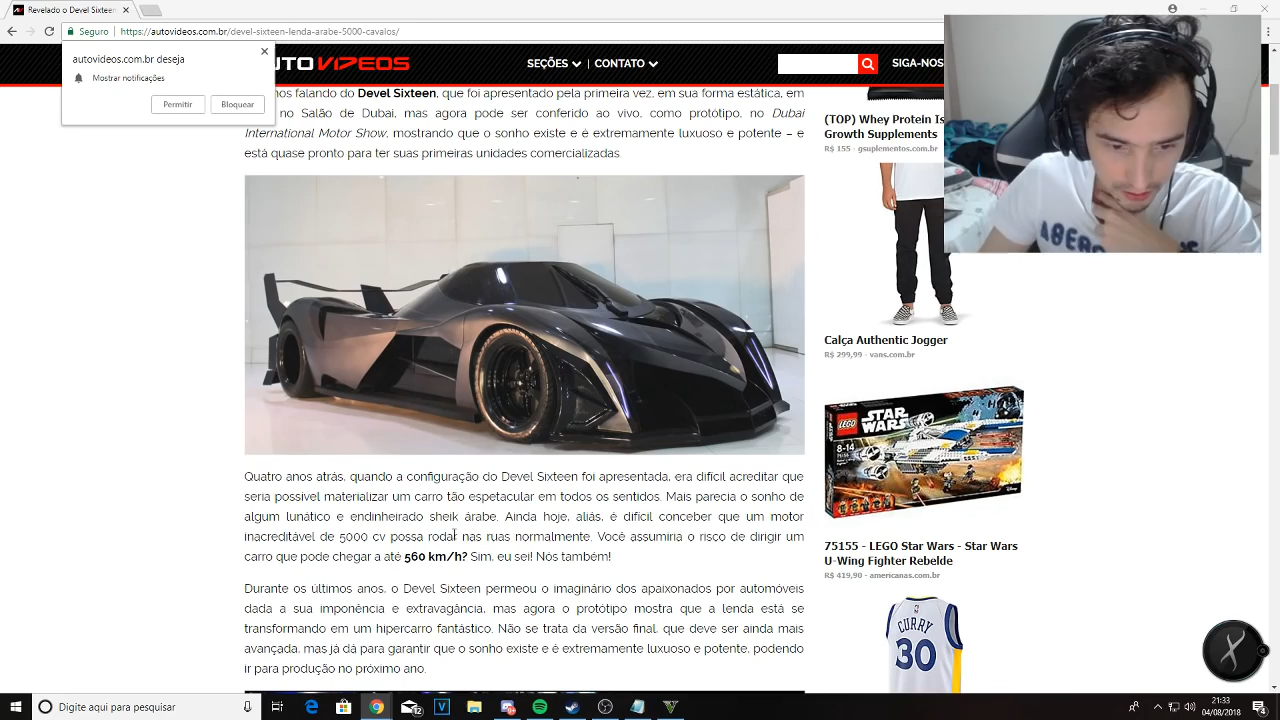 Revelado o Devel Sixteen
Seguro
https://autovideos.com.br/devel-sixteen-lenda-arabe-5000-cavalos/
autovideos.com.br deseja
Mostrar notificações
Permitir
Bloquear
UTOVIDEOS
SEÇÕES
CONTATO
SIGA-NOS
nos falando do Devel Sixteen, que foi apresentado pela primeira vez, em sua forma estática, em
no Salão de Dubai, mas agora pode ser conferido ao vivo, como protótipo, no Dubai
International Motor Show, mostrando que o sonho existe e é extremamente luxuoso e potente – e
está quase pronto para ter suas primeiras unidades comercializadas.
Quatro anos atrás, quando a configuração do Devel Sixteen foi apresentada, era difícil acreditar que
seria possível materializar um carro tão espetacular em todos os sentidos. Mais parecia o sonho de
algum lunático e endinheirado sheik árabe. Ainda hoje, aliás, é difícil conceber que um motor
inacreditável de 5000 cv possa rodar nas ruas normalmente. Você assumiria o risco de dirigir um
carro que pode chegar a até 560 km/h? Sim, eu sei! Nós também!
Durante os últimos anos, o Devel Sixteen permeou o imaginário dos apaixonados por automóveis
dada a sua imponência e extravagância, mas agora o protótipo mostra que a lenda está se
transformando em um hipercarro fantástico. Não se trata da versão final, que deve ser ainda mais
mas já dá para garantir que o sonho existe e é extremamente luxuoso e potente, podendo
ir para produção no próximo ano.
(TOP) Whey Protein Is
Growth Supplements
R$ 155 - gsuplementos.com.br
Calça Authentic Jogger
R$ 299,99 - vans.com.br
LEGO
STAR WARS
8-14
75155
Disney
75155 - LEGO Star Wars - Star Wars
U-Wing Fighter Rebelde
R$ 419,90 - americanas.com.br
CURRY
30
ABERC
Digite aqui para pesquisar
21:33
04/08/2018